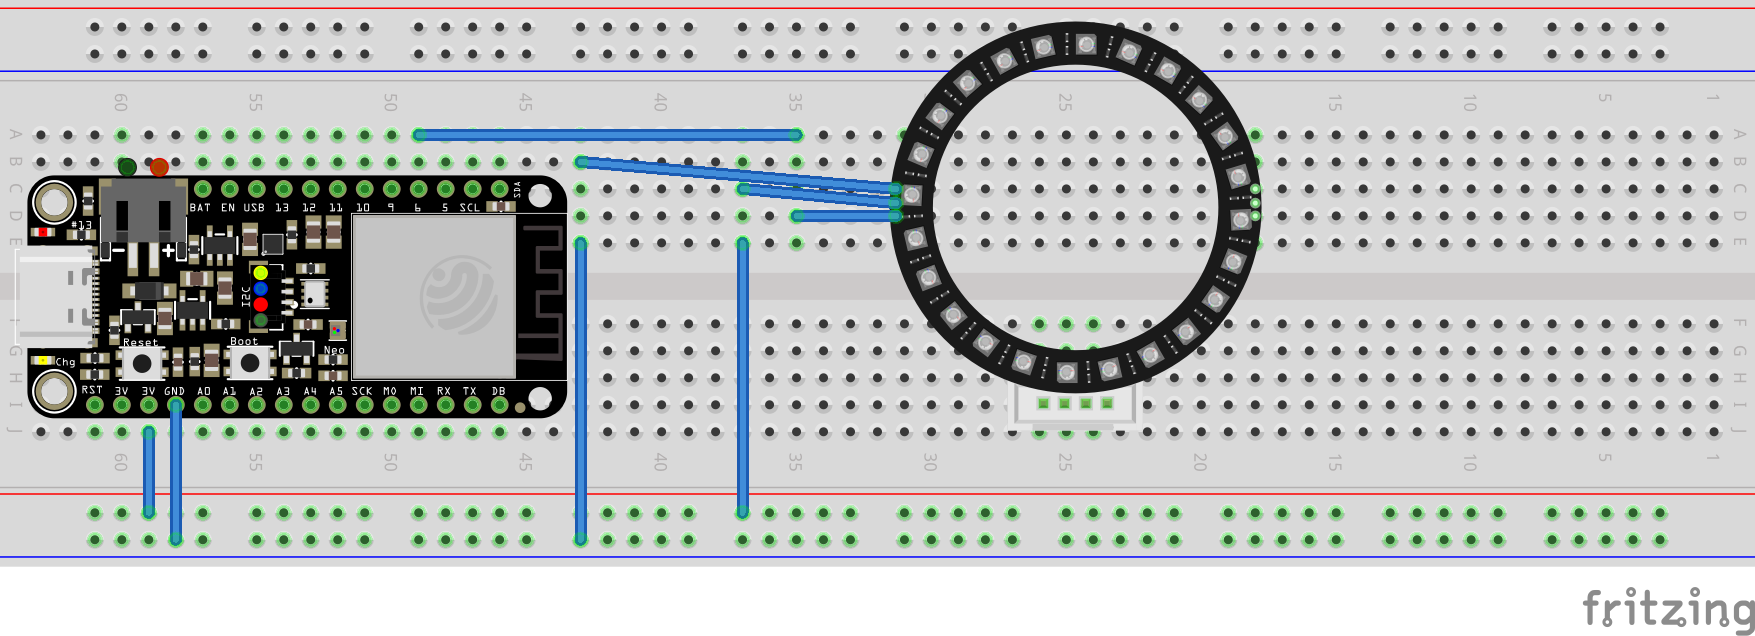 60 55 50 45 40 35 25 15 10 5 1
A A
B B
C C
D D
E
BAT EN USB 13 12 11 10 9 6 5 SCL SDA
#13
- +
I2C
F F
Reset Boot Neo
G G
Chg
H H
RST 3V 3V GND A0 A1 A2 A3 A4 A5 SCK MO MI RX TX DB
I I
J J
60 55 50 45 40 35 30 25 20 15 10 5 1
fritzing